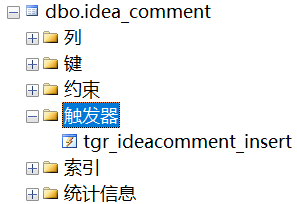 dbo.idea_comment
列
键
约束
触发器
tgr_ideacomment_insert
索引
统计信息